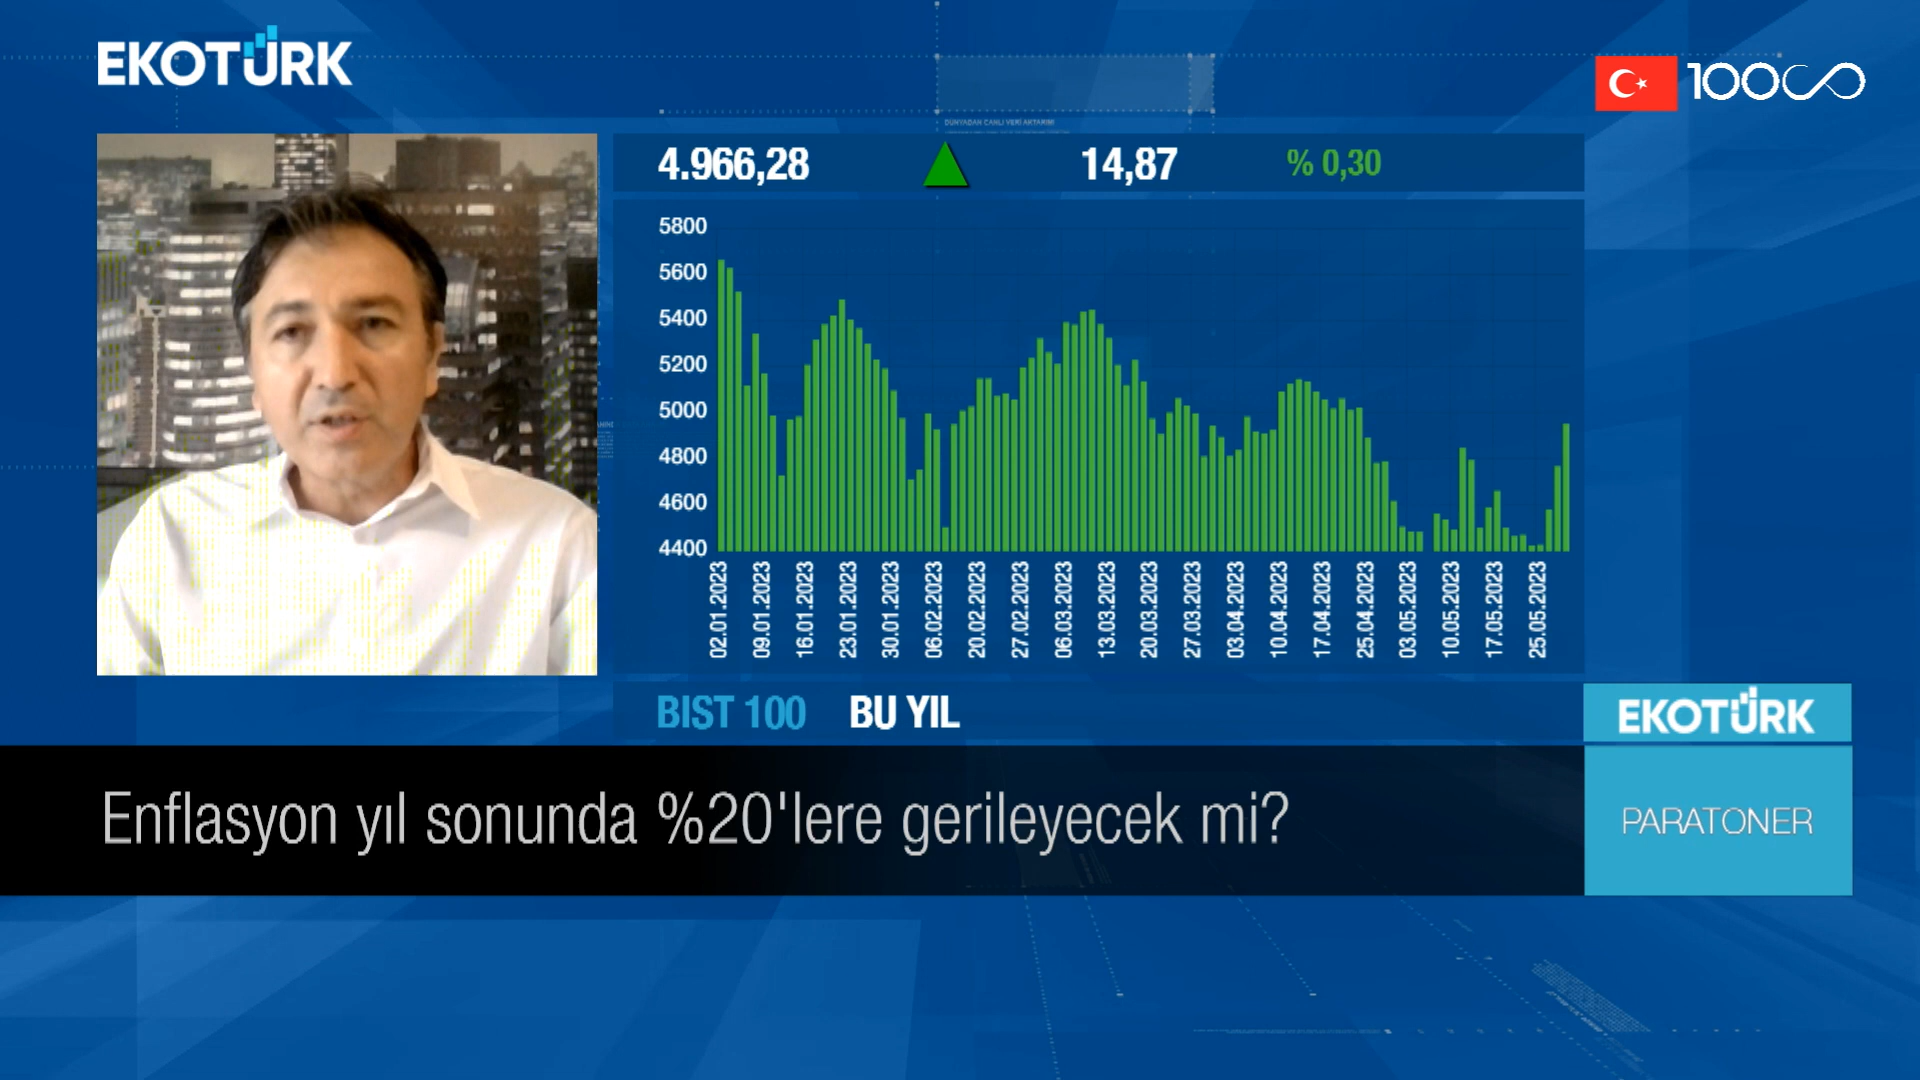 EKOTÜRK
100
DÜNYADAN CANLI VERİ AKTARIMI
4.966,28 14,87 % 0,30
5800
5600
5400
5200
5000
4800
4600
4400
02.01.2023 09.01.2023 16.01.2023 23.01.2023 30.01.2023 06.02.2023 20.02.2023 27.02.2023 06.03.2023 13.03.2023 20.03.2023 27.03.2023 03.04.2023 10.04.2023 17.04.2023 25.04.2023 03.05.2023 10.05.2023 17.05.2023 25.05.2023
BIST 100 BU YIL
EKOTÜRK
Enflasyon yıl sonunda %20'lere gerileyecek mi?
PARATONER